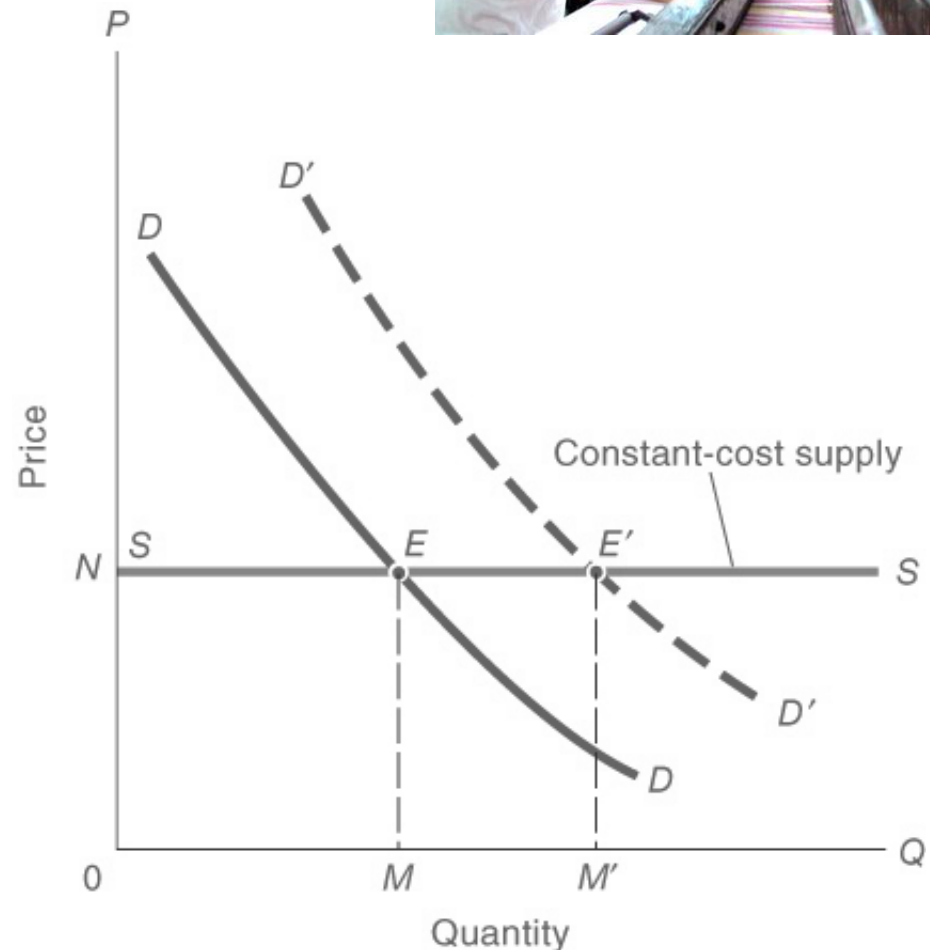 P
D′
D
Price
Constant-cost supply
N
S
E
E′
S
D′
D
0
M
M′
Q
Quantity